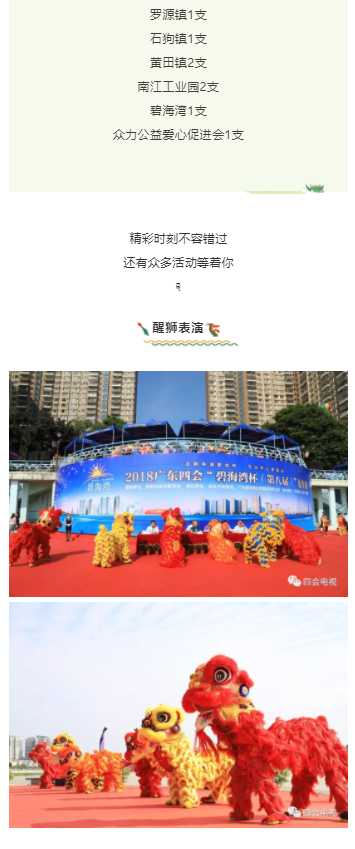 罗源镇1支
石狗镇1支
黄田镇2支
南江工业园2支
碧海湾1支
众力公益爱心促进会1支
精彩时刻不容错过
还有众多活动等着你
醒狮表演
碧海湾
2018广东四会“碧海湾杯（第八届）
四会电视
四会电视